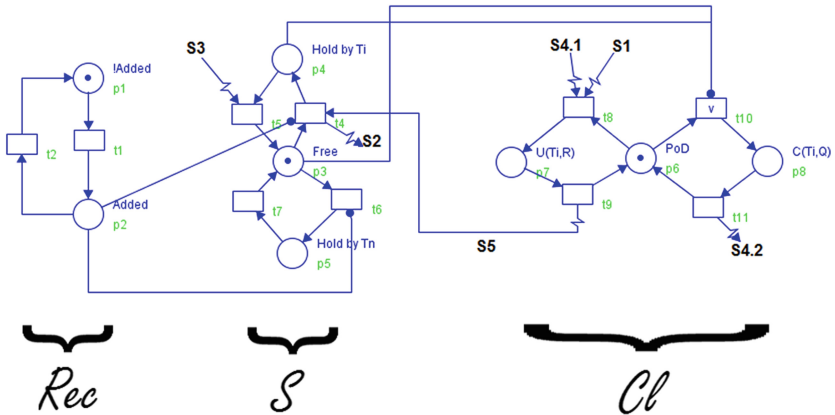 S3
Hold by Ti
p4
S4.1
S1
!Added
p1
t5
t4
S2
t8
v
t10
t2
t1
Free
p3
U(Ti,R)
p7
PoD
p6
C(Ti,Q)
p8
Added
p2
t7
t6
t9
t11
Hold by Tn
p5
S5
S4.2
Rec
S
Cl